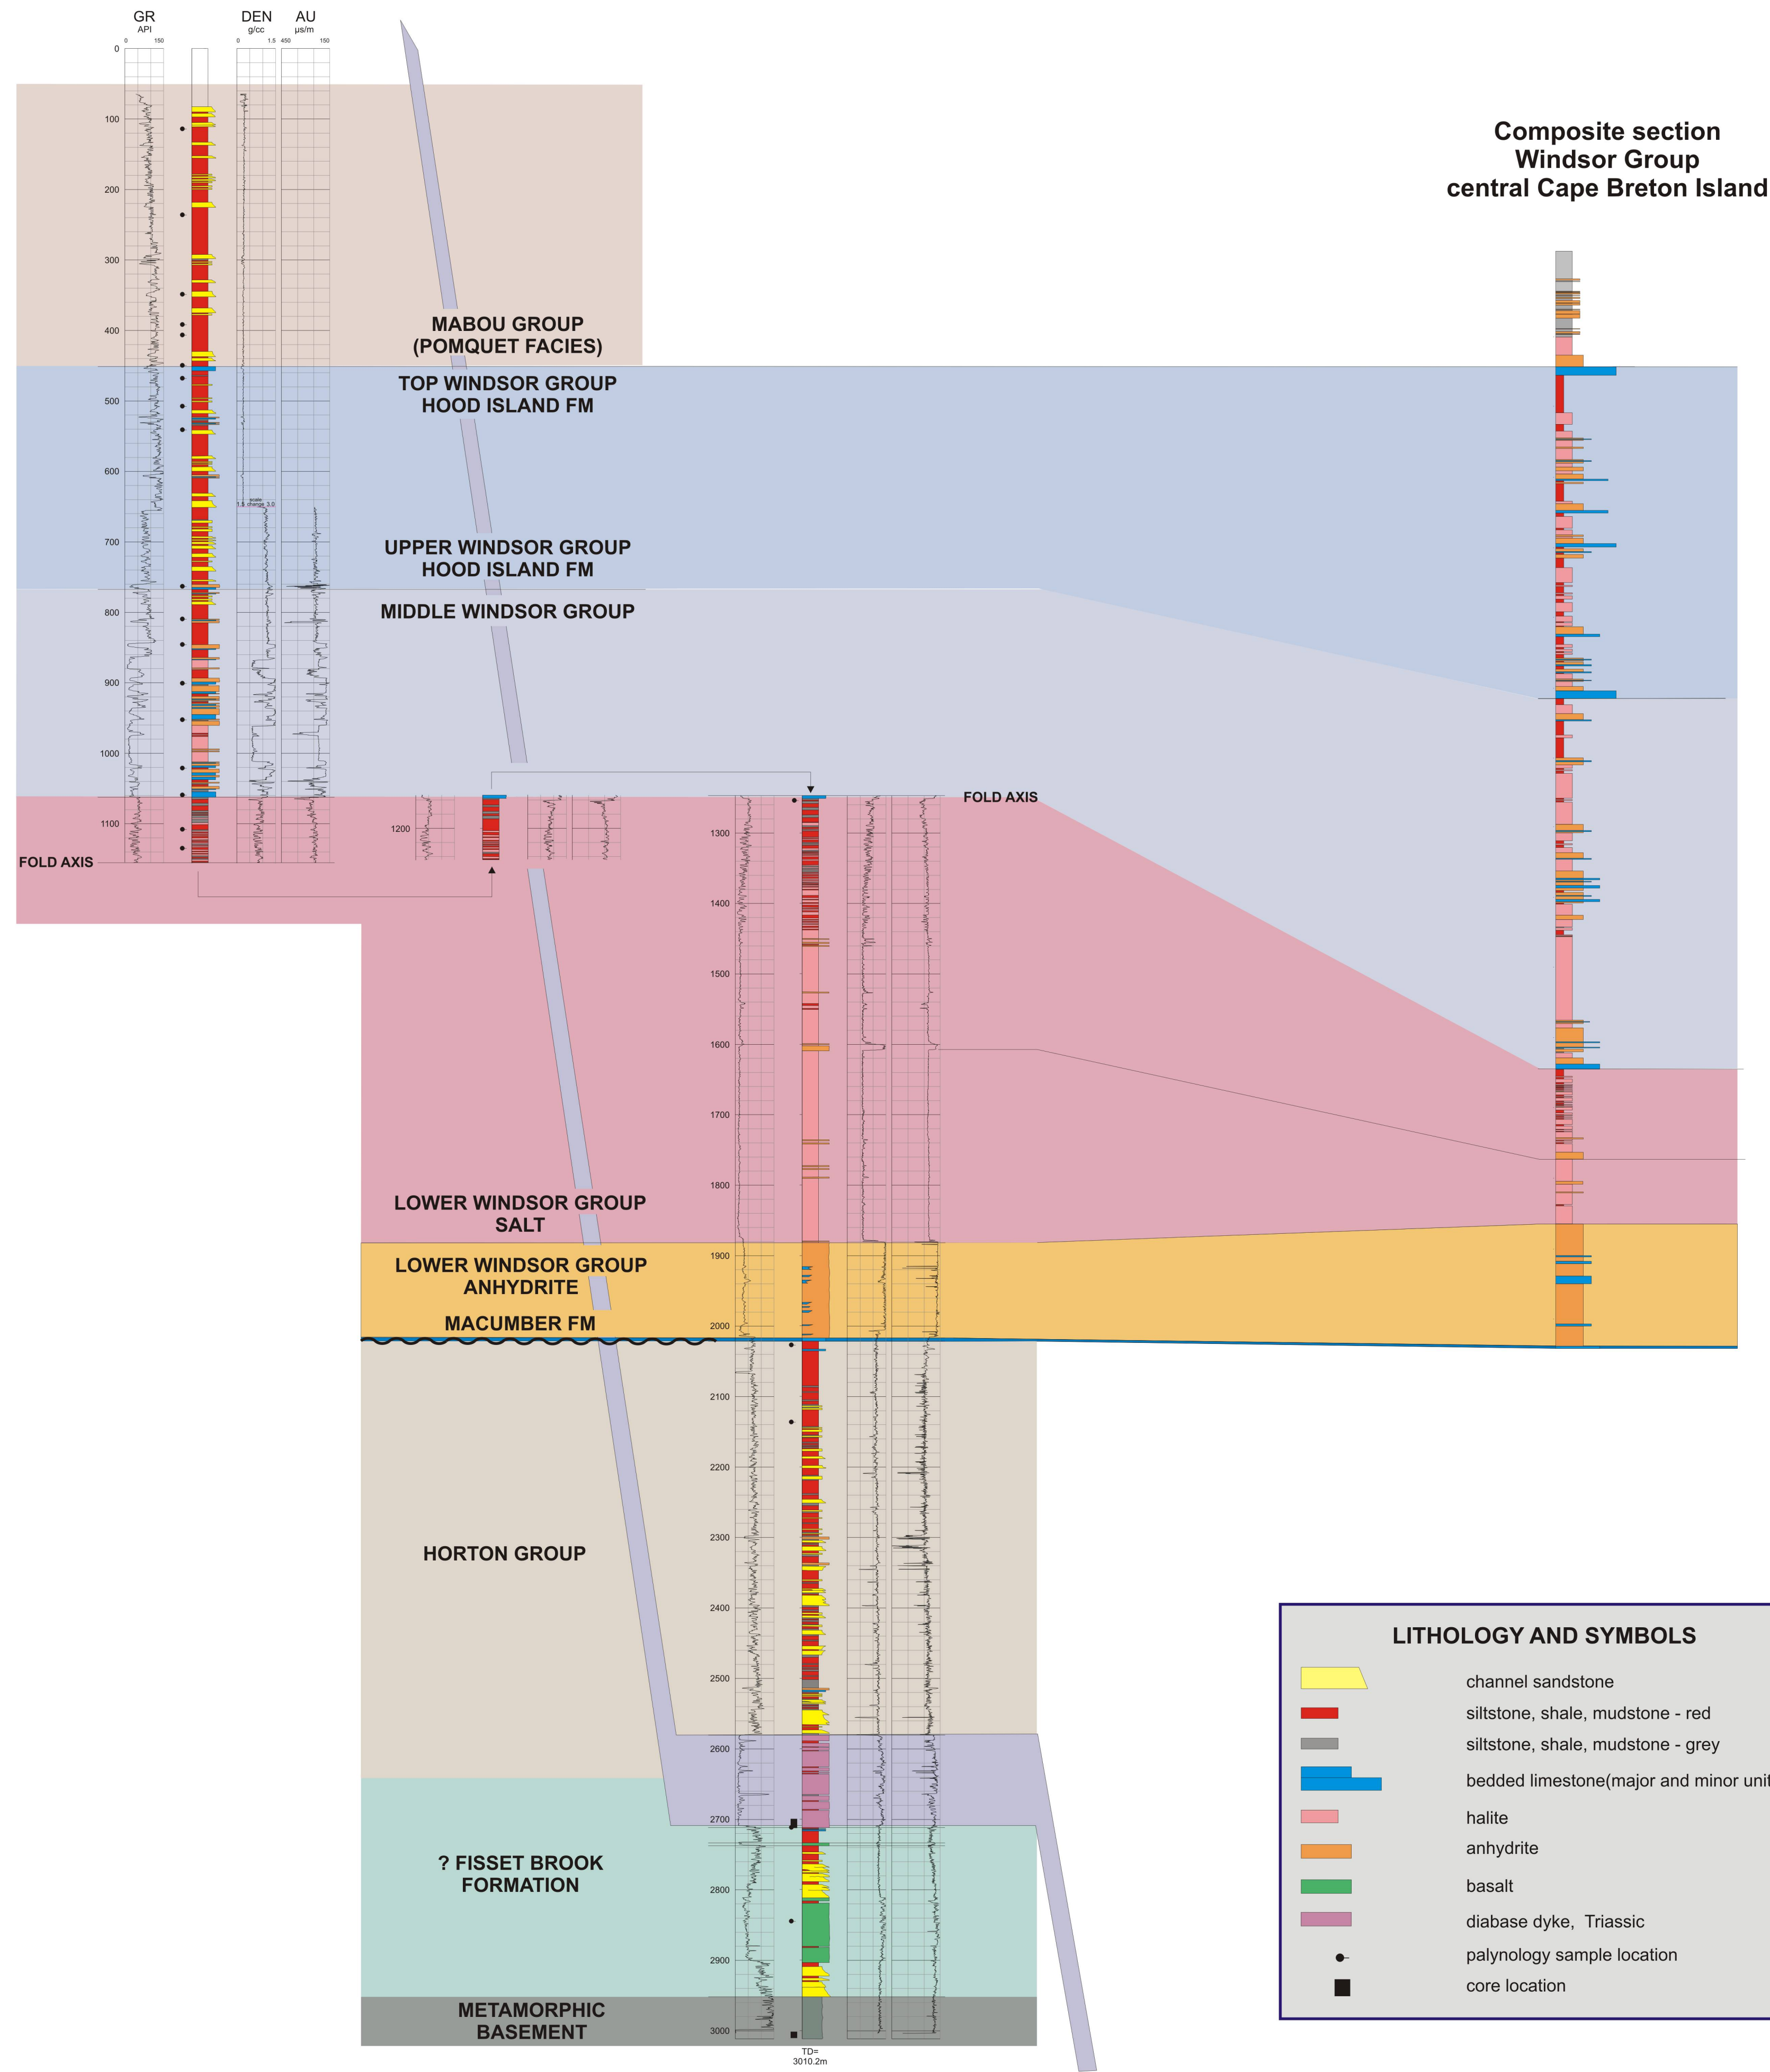 GR
API
0 150
DEN
g/cc
0 1.5
AU
µs/m
450 150
0
100
200
300
400
500
600
700
800
900
1000
1100
scale
1.5 change 3.0
FOLD AXIS
Composite section
Windsor Group
central Cape Breton Island
MABOU GROUP
(POMQUET FACIES)
TOP WINDSOR GROUP
HOOD ISLAND FM
UPPER WINDSOR GROUP
HOOD ISLAND FM
MIDDLE WINDSOR GROUP
1200
FOLD AXIS
1300
1400
1500
1600
1700
1800
1900
2000
2100
2200
2300
2400
2500
2600
2700
2800
2900
3000
TD=
3010.2m
LOWER WINDSOR GROUP
SALT
LOWER WINDSOR GROUP
ANHYDRITE
MACUMBER FM
HORTON GROUP
? FISSET BROOK
FORMATION
METAMORPHIC
BASEMENT
LITHOLOGY AND SYMBOLS
channel sandstone
siltstone, shale, mudstone - red
siltstone, shale, mudstone - grey
bedded limestone(major and minor unit
halite
anhydrite
basalt
diabase dyke, Triassic
palynology sample location
core location